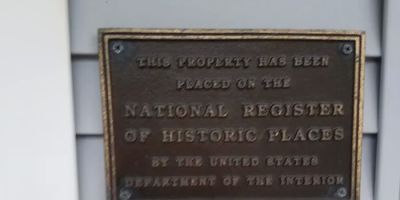 THIS PROPERTY HAS BEEN
PLACED ON THE
NATIONAL REGISTER
OF HISTORIC PLACES
BY THE UNITED STATES
DEPARTMENT OF THE INTERIOR